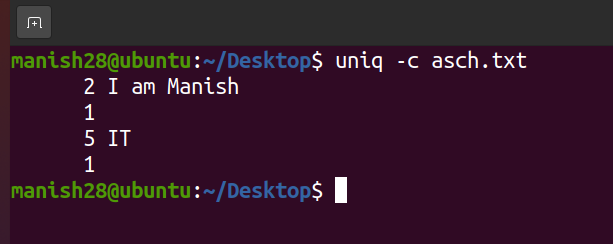 manish28@ubuntu:~/Desktop$ uniq -c asch.txt
2 I am Manish
1
5 IT
1
manish28@ubuntu:~/Desktop$